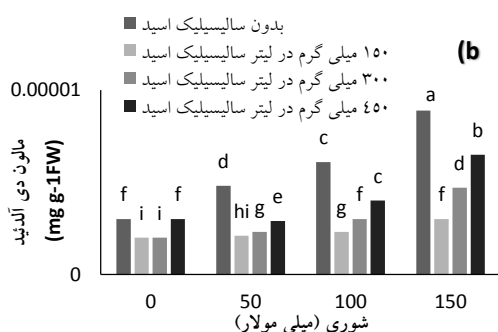 بدون سالیسیلیک اسید
۱۵۰ میلی گرم در لیتر سالیسیلیک اسید
۳۰۰ میلی گرم در لیتر سالیسیلیک اسید
۴۵۰ میلی گرم در لیتر سالیسیلیک اسید
(b
0.00001
0
مالون دی آلدئید
(mg g-1FW)
f i i f
d hi g e
c g f c
a f d b
0 50 100 150
شوری (میلی مولار)